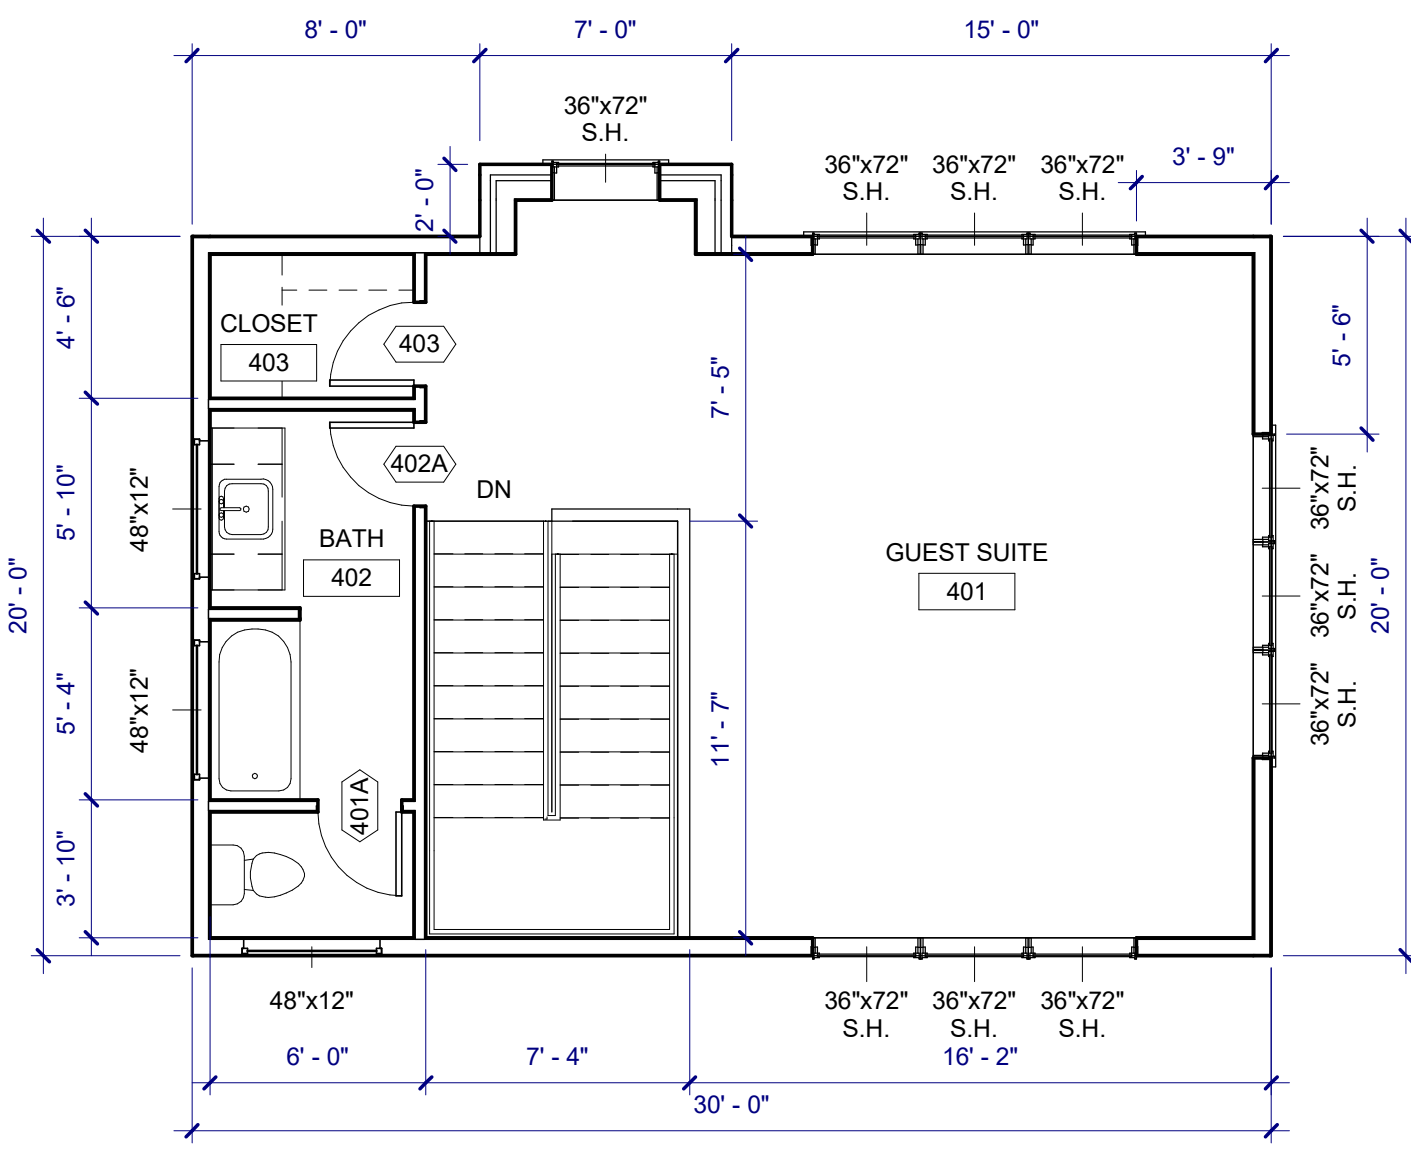 8' - 0"
7' - 0"
15' - 0"
36"x72"
S.H.
36"x72"
S.H.
36"x72"
S.H.
36"x72"
S.H.
3' - 9"
2' - 0"
4' - 6"
CLOSET
403
403
7' - 5"
5' - 6"
402A
DN
5' - 10"
48"x12"
BATH
402
GUEST SUITE
401
36"x72"
S.H.
36"x72"
S.H.
36"x72"
S.H.
20' - 0"
20' - 0"
5' - 4"
48"x12"
11' - 7"
401A
3' - 10"
48"x12"
36"x72"
S.H.
36"x72"
S.H.
36"x72"
S.H.
6' - 0"
7' - 4"
16' - 2"
30' - 0"